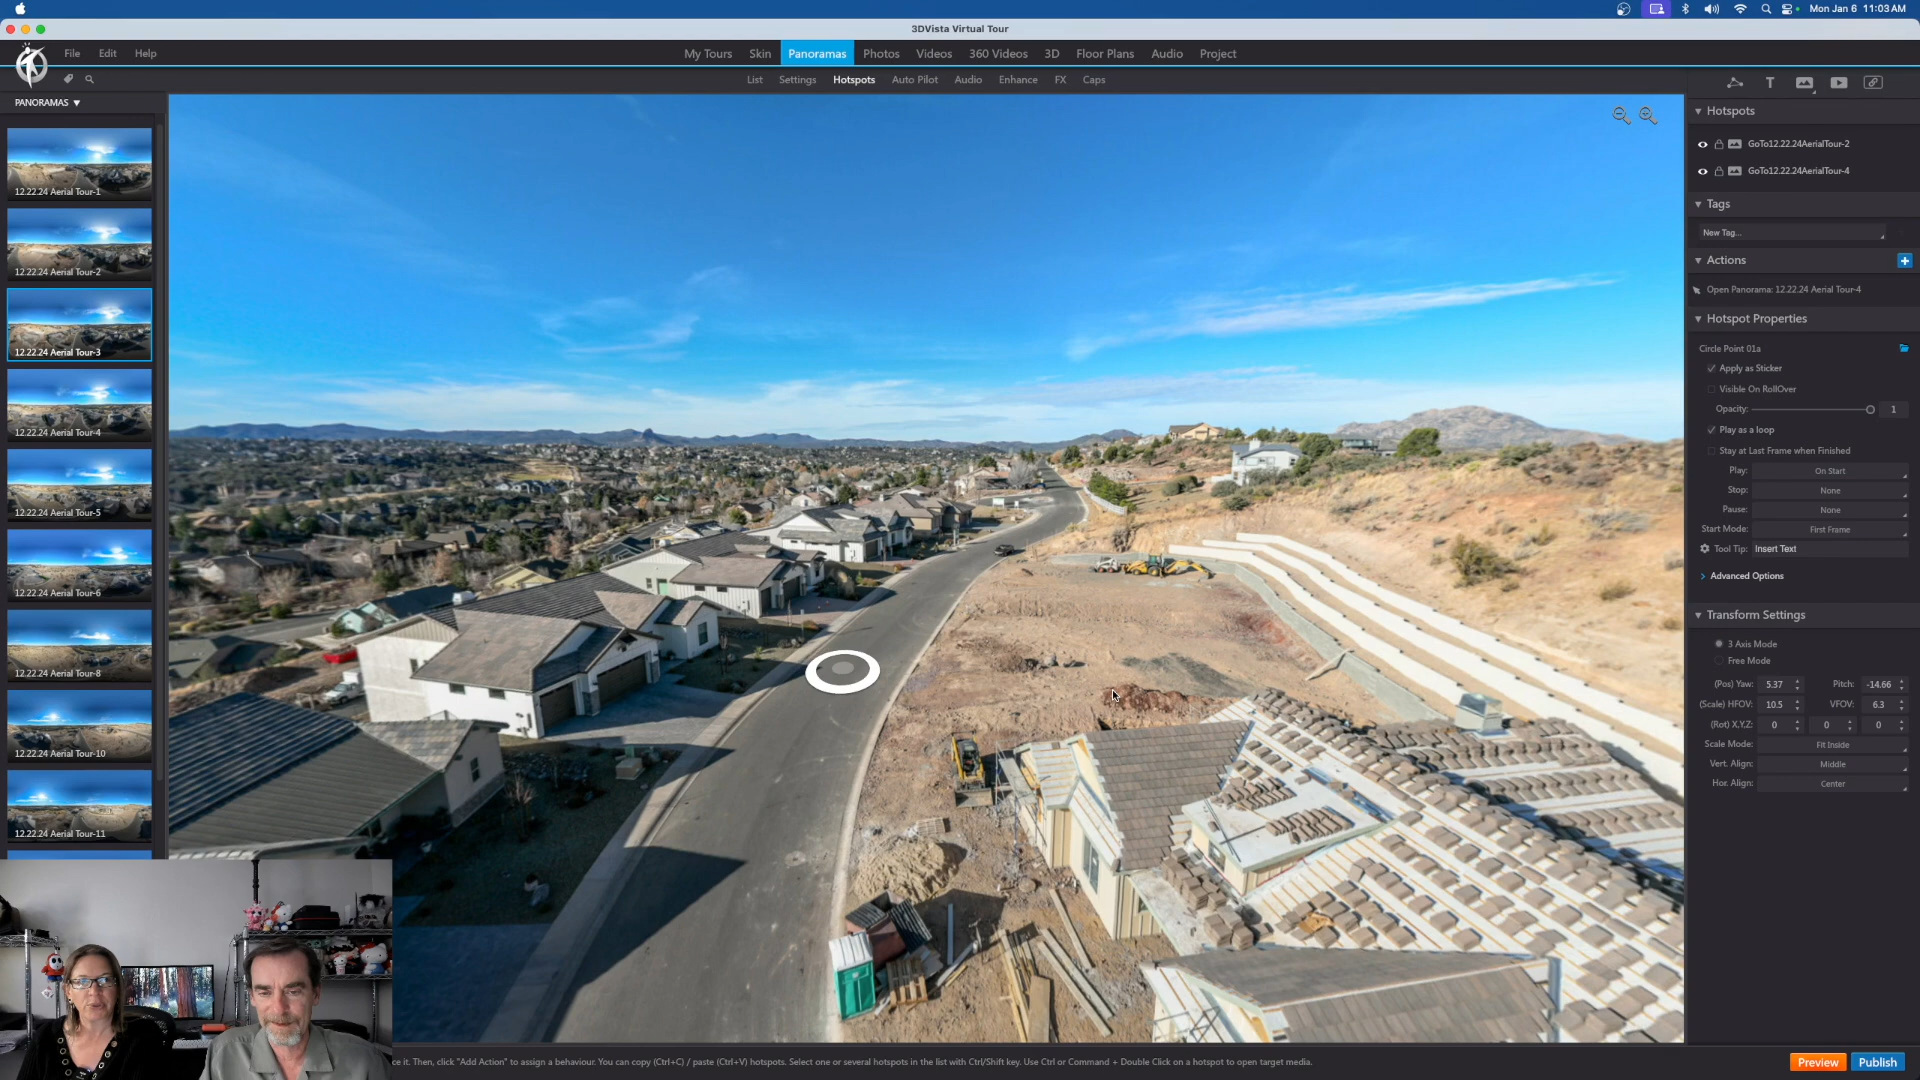 Mon Jan 6 11:03 AM
3DVista Virtual Tour
File Edit Help
My Tours Skin Panoramas Photos Videos 360 Videos 3D Floor Plans Audio Project
List Settings Hotspots Auto Pilot Audio Enhance FX Caps
PANORAMAS ▼
12.22.24 Aerial Tour-1
12.22.24 Aerial Tour-2
12.22.24 Aerial Tour-3
12.22.24 Aerial Tour-4
12.22.24 Aerial Tour-5
12.22.24 Aerial Tour-6
12.22.24 Aerial Tour-8
12.22.24 Aerial Tour-10
12.22.24 Aerial Tour-11
T
Hotspots
GoTo12.22.24AerialTour-2
GoTo12.22.24AerialTour-4
Tags
New Tag...
Actions
Open Panorama: 12.22.24 Aerial Tour-4
Hotspot Properties
Circle Point 01a
Apply as Sticker
Visible On RollOver
Opacity: 1
Play as a loop
Stay at Last Frame when Finished
Play: On Start
Stop: None
Pause: None
Start Mode: First Frame
Tool Tip: Insert Text
Advanced Options
Transform Settings
3 Axis Mode
Free Mode
(Pos) Yaw: 5.37 Pitch: -14.66
(Scale) HFOV: 10.5 VFOV: 6.3
(Rot) X,Y,Z: 0 0 0
Scale Mode: Fit Inside
Vert. Align: Middle
Hor. Align: Center
ce it. Then, click "Add Action" to assign a behaviour. You can copy (Ctrl+C) / paste (Ctrl+V) hotspots. Select one or several hotspots in the list with Ctrl/Shift key. Use Ctrl or Command + Double Click on a hotspot to open target media.
Preview Publish